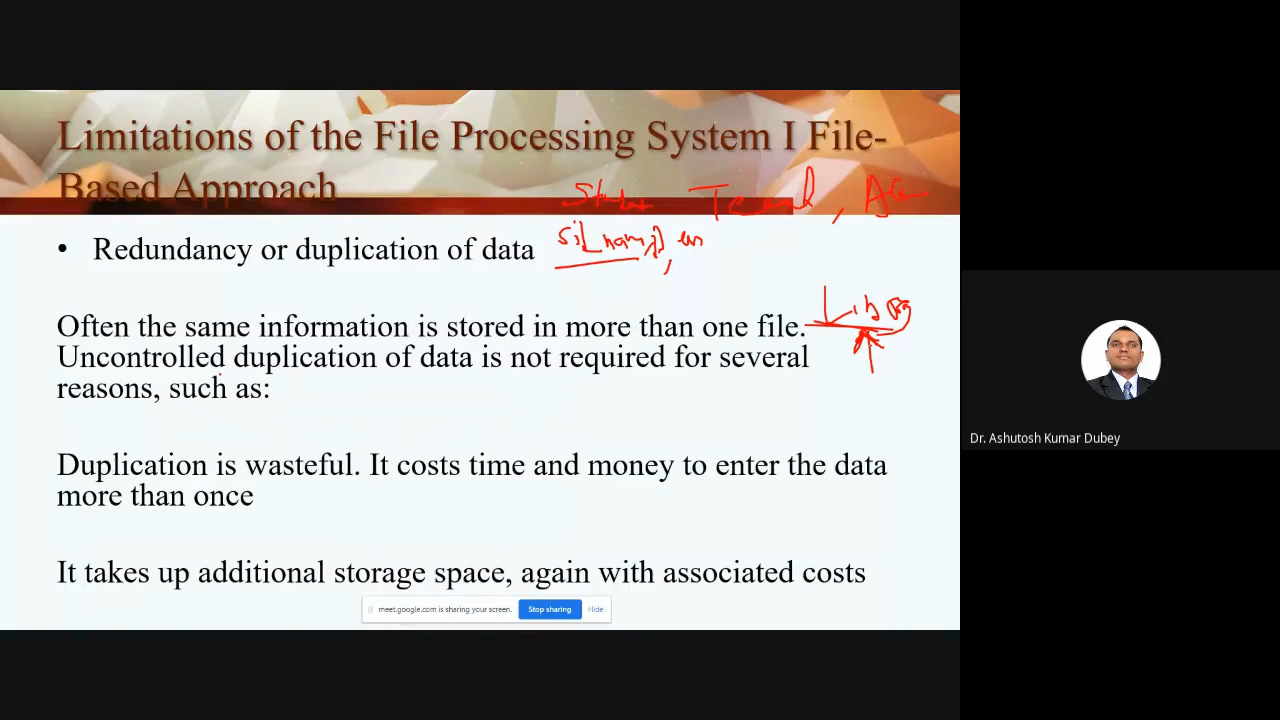 Limitations of the File Processing System I File-
Based Approach
• Redundancy or duplication of data
Often the same information is stored in more than one file.
Uncontrolled duplication of data is not required for several
reasons, such as:
Duplication is wasteful. It costs time and money to enter the data
more than once
It takes up additional storage space, again with associated costs
meet.google.com is sharing your screen.
Stop sharing
Hide
Dr. Ashutosh Kumar Dubey